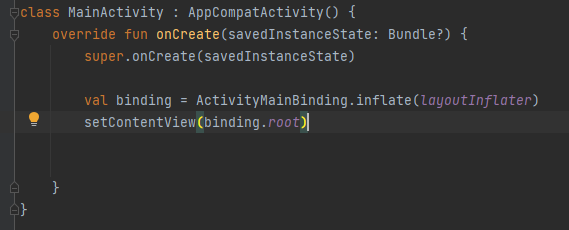 class MainActivity : AppCompatActivity() {
override fun onCreate(savedInstanceState: Bundle?) {
super.onCreate(savedInstanceState)
val binding = ActivityMainBinding.inflate(layoutInflater)
setContentView(binding.root)
}
}